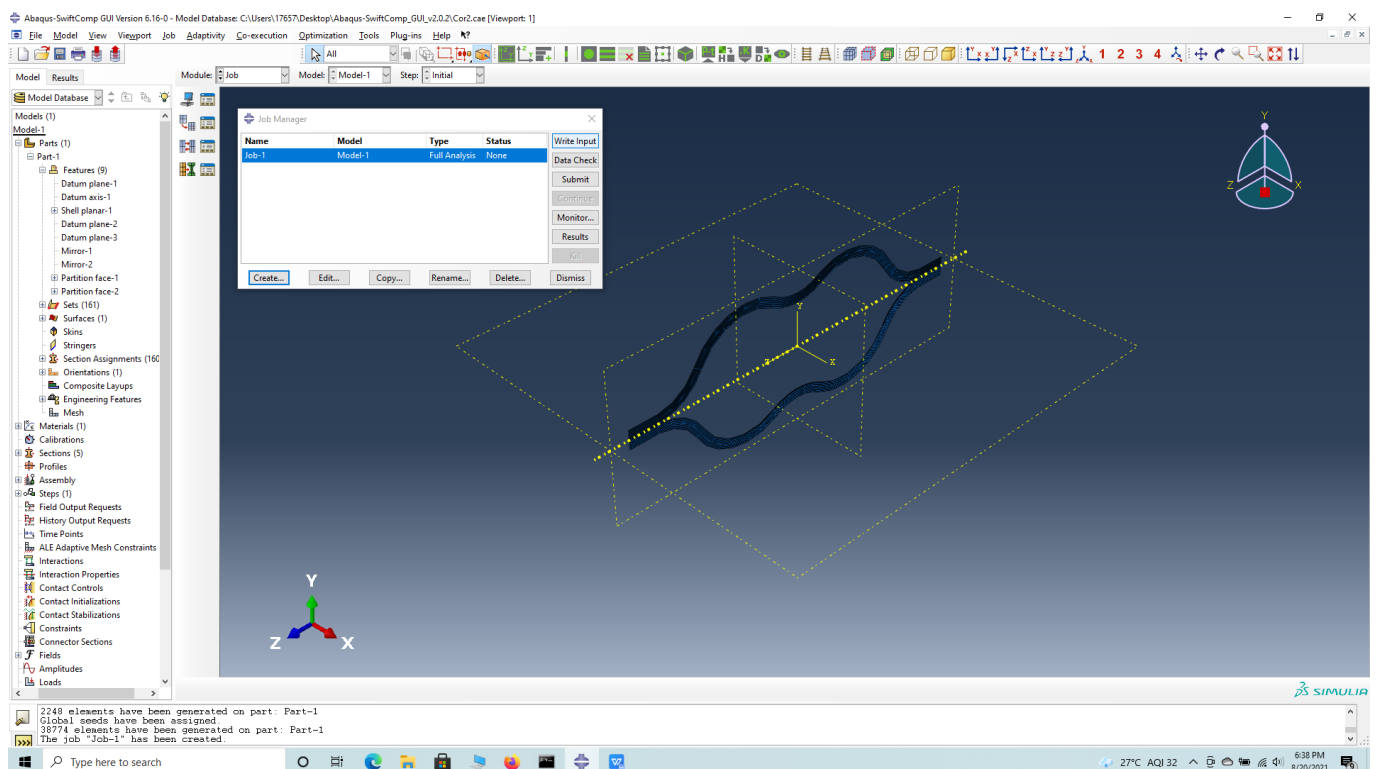 Abaqus-SwiftComp GUI Version 6.16-0 - Model Database: C:\Users\17657\Desktop\Abaqus-SwiftComp_GUI_v2.0.2\Cor2.cae [Viewport: 1]
File Model View Viewport Job Adaptivity Co-execution Optimization Tools Plug-ins Help
All
1 2 3 4
Model Results
Module: Job Model: Model-1 Step: Initial
Model Database
Models (1)
Model-1
Parts (1)
Part-1
Features (9)
Datum plane-1
Datum axis-1
Shell planar-1
Datum plane-2
Datum plane-3
Mirror-1
Mirror-2
Partition face-1
Partition face-2
Sets (161)
Surfaces (1)
Skins
Stringers
Section Assignments (160
Orientations (1)
Composite Layups
Engineering Features
Mesh
Materials (1)
Calibrations
Sections (5)
Profiles
Assembly
Steps (1)
Field Output Requests
History Output Requests
Time Points
ALE Adaptive Mesh Constraints
Interactions
Interaction Properties
Contact Controls
Contact Initializations
Contact Stabilizations
Constraints
Connector Sections
Fields
Amplitudes
Loads
Job Manager
Name Model Type Status
Job-1 Model-1 Full Analysis None
Write Input
Data Check
Submit
Continue
Monitor...
Results
Kill
Create... Edit... Copy... Rename... Delete... Dismiss
Y
Z X
Y
Z X
Y
Z X
SIMULIA
2248 elements have been generated on part: Part-1
Global seeds have been assigned.
38774 elements have been generated on part: Part-1
The job "Job-1" has been created.
Type here to search
27°C AQI 32
6:38 PM
8/20/2021